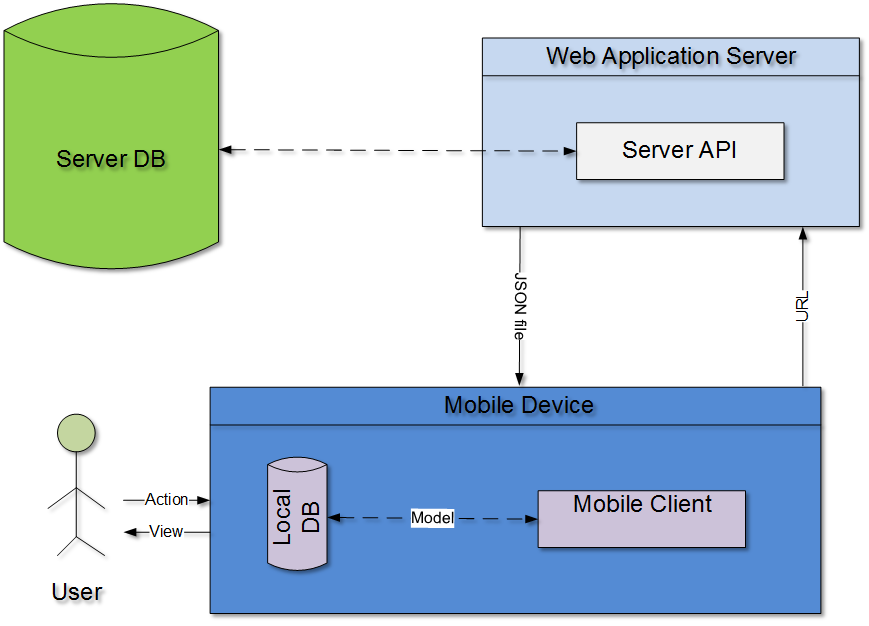 Web Application Server
Server DB
Server API
JSON file
URL
Mobile Device
Action
View
Local
DB
Model
Mobile Client
User